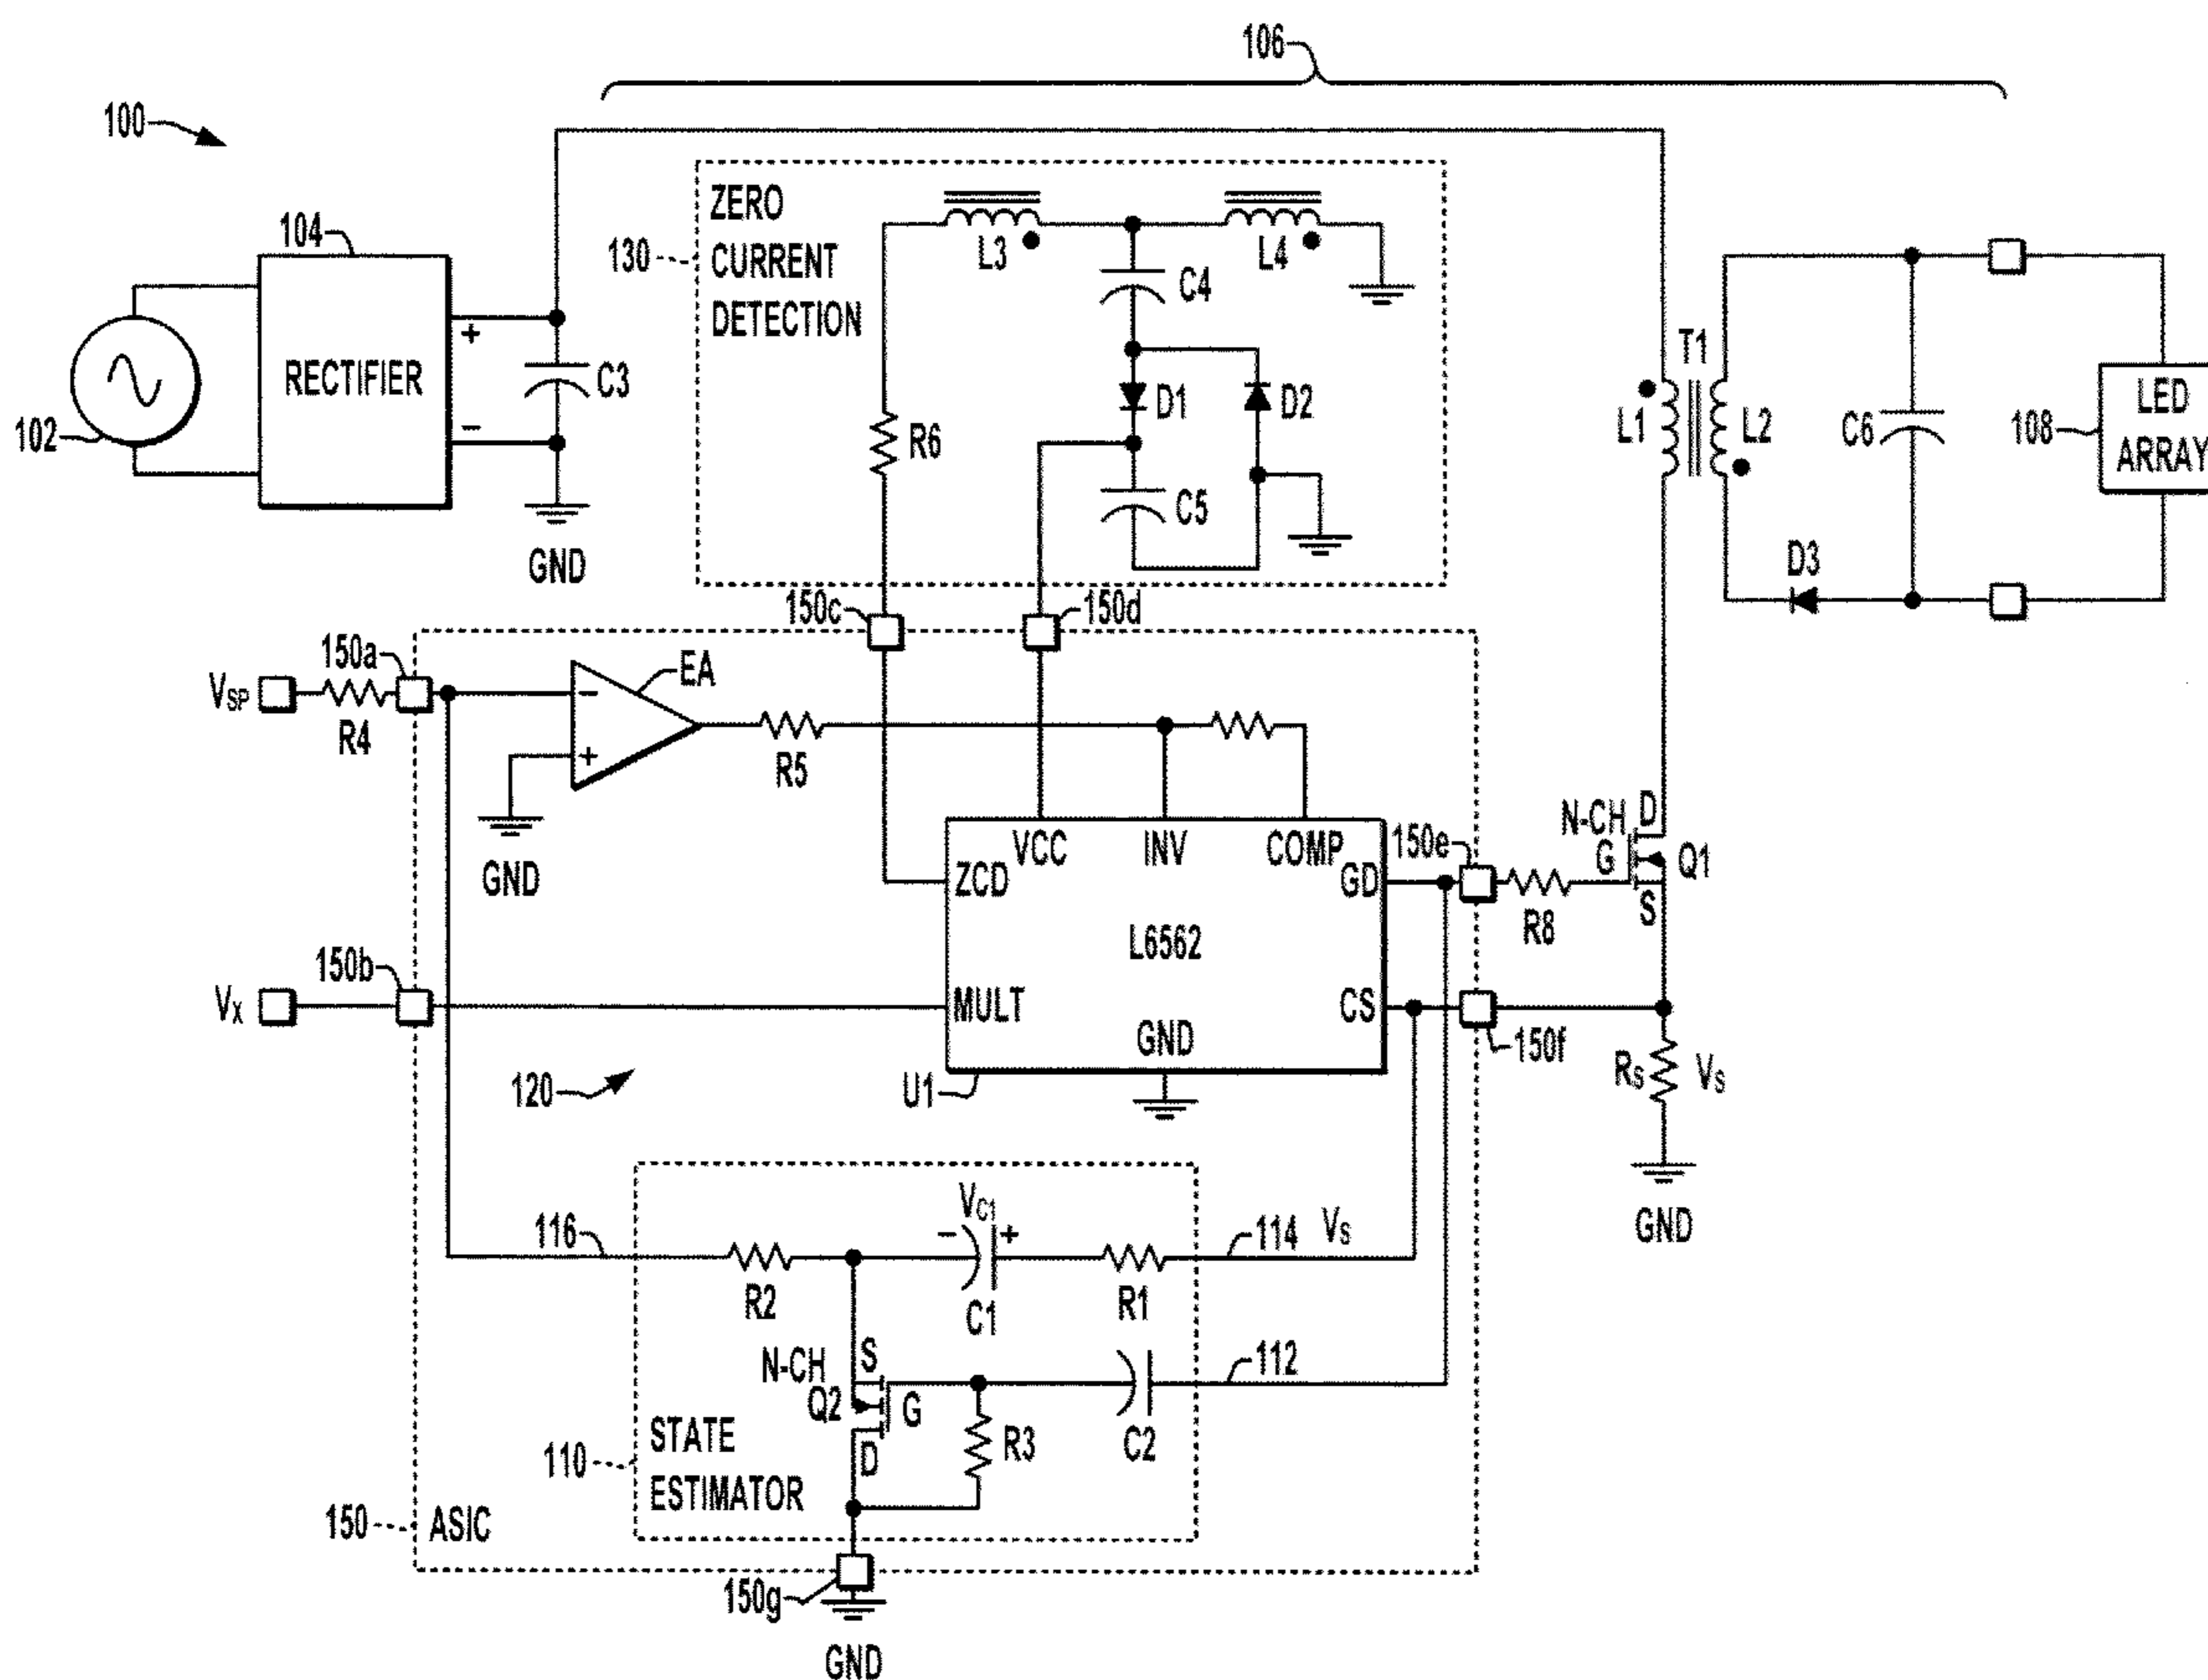 106
100
104
ZERO
CURRENT
DETECTION
130
L3
L4
C4
T1
RECTIFIER
+
−
C3
102
D1
D2
R6
C5
L1
L2
C6
108
LED
ARRAY
GND
D3
150c
150d
150a
VSP
R4
EA
−
+
R5
GND
VCC
INV
COMP
ZCD
GD
L6562
MULT
CS
GND
U1
150e
N-CH
D
G
Q1
S
R8
150b
VX
150f
RS
VS
120
GND
116
VC1
−
+
114
VS
R2
C1
R1
N-CH
S
Q2
G
112
D
R3
C2
110
STATE
ESTIMATOR
150
ASIC
150g
GND